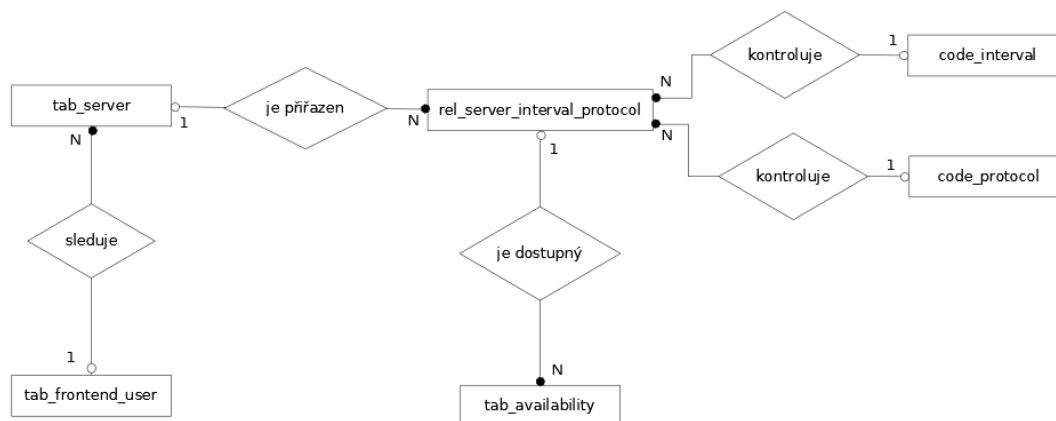 kontroluje
1
code_interval
N
tab_server
1
je přiřazen
N
rel_server_interval_protocol
N
N
1
kontroluje
1
code_protocol
sleduje
je dostupný
1
N
tab_frontend_user
tab_availability